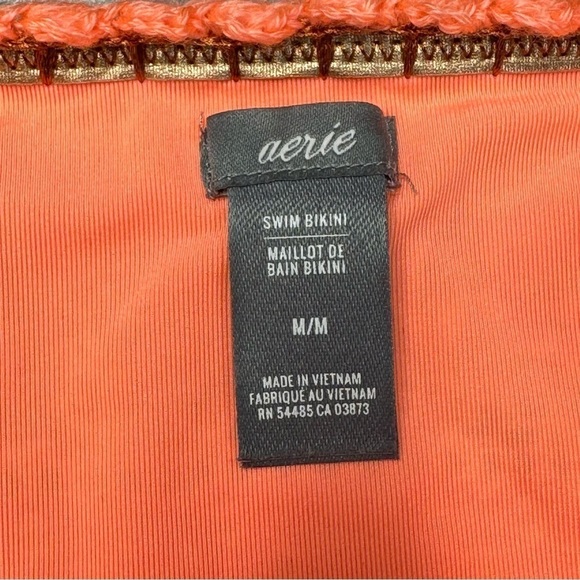 aerie
SWIM BIKINI
MAILLOT DE
BAIN BIKINI
M/M
MADE IN VIETNAM
FABRIQUÉ AU VIETNAM
RN 54485 CA 03873